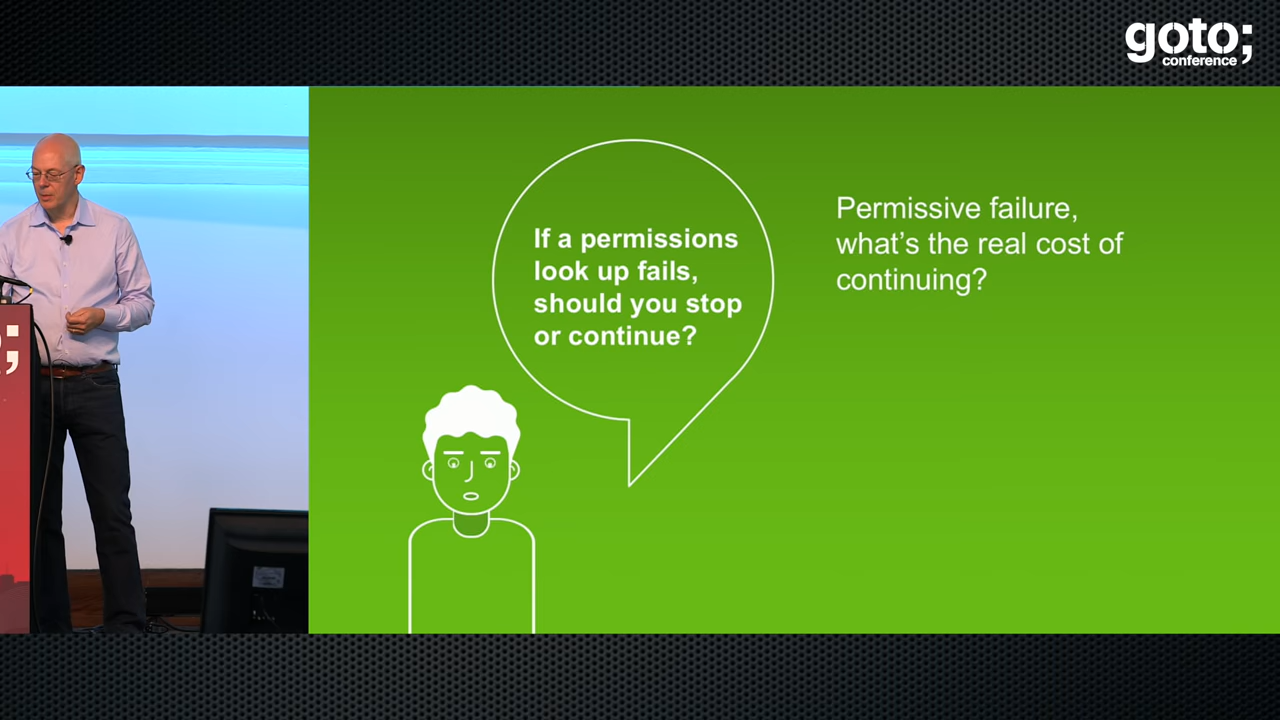 goto;
conference
If a permissions
look up fails,
should you stop
or continue?
Permissive failure,
what's the real cost of
continuing?